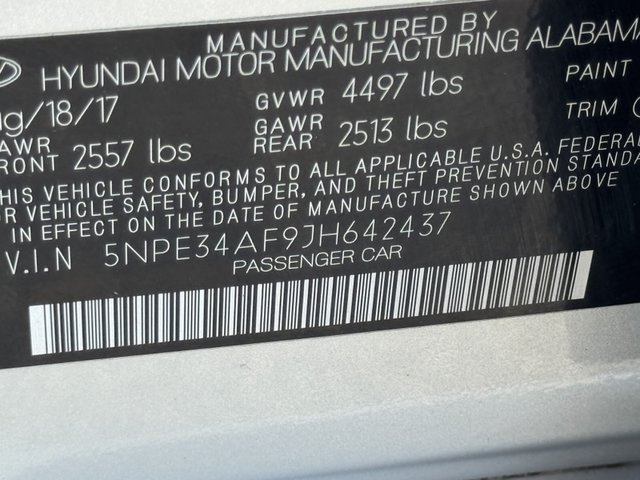 MANUFACTURED BY
HYUNDAI MOTOR MANUFACTURING ALABAMA
/18/17
GVWR 4497 lbs
PAINT
AWR
RONT 2557 lbs
GAWR
REAR 2513 lbs
TRIM
HIS VEHICLE CONFORMS TO ALL APPLICABLE U.S.A. FEDERAL
R VEHICLE SAFETY, BUMPER, AND THEFT PREVENTION STANDA
EFFECT ON THE DATE OF MANUFACTURE SHOWN ABOVE
V.I.N 5NPE34AF9JH642437
PASSENGER CAR